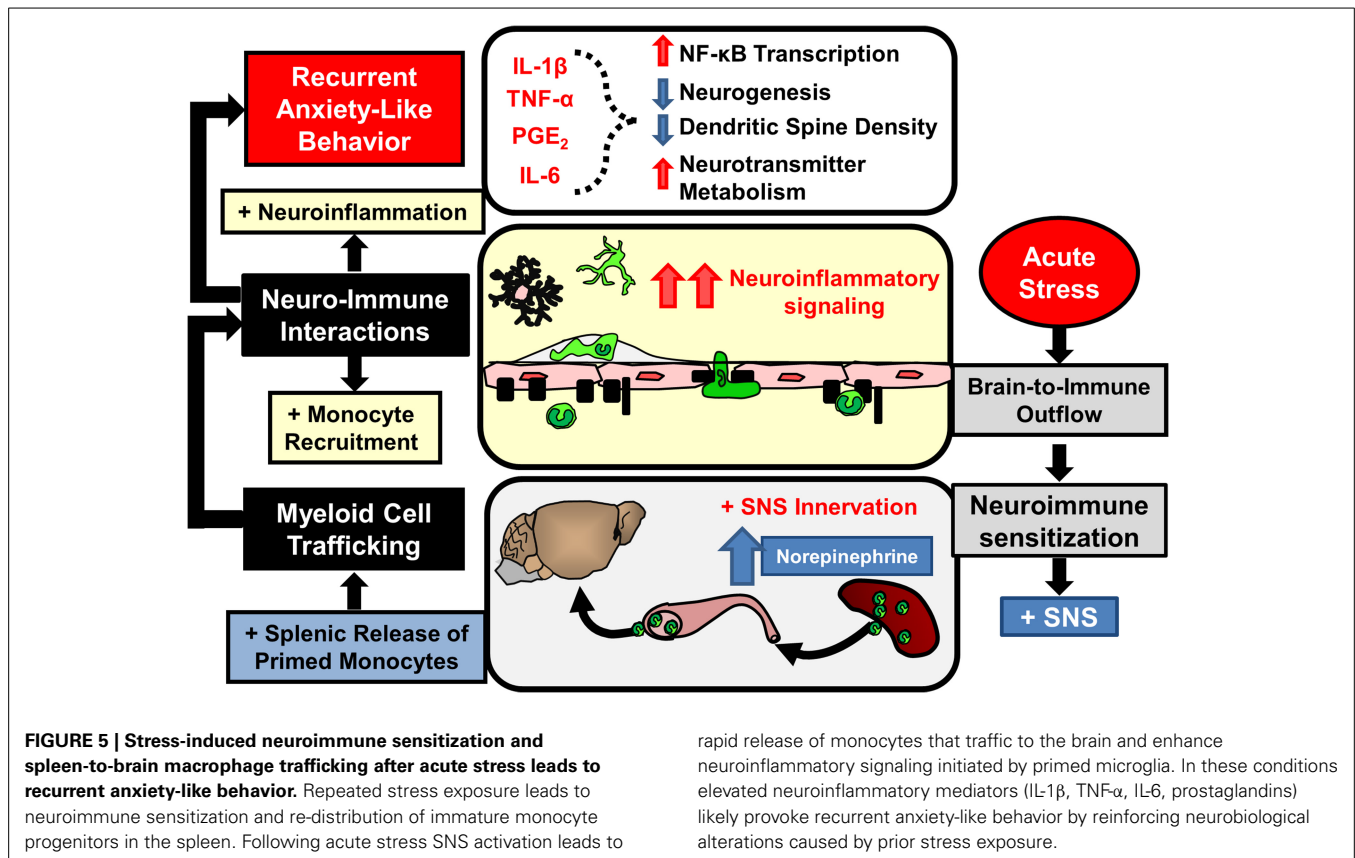 Recurrent
Anxiety-Like
Behavior
+ Neuroinflammation
Neuro-Immune
Interactions
+ Monocyte
Recruitment
Myeloid Cell
Trafficking
+ Splenic Release of
Primed Monocytes
IL-1β
TNF-α
PGE₂
IL-6
NF-κB Transcription
Neurogenesis
Dendritic Spine Density
Neurotransmitter
Metabolism
Neuroinflammatory
signaling
+ SNS Innervation
Norepinephrine
Acute
Stress
Brain-to-Immune
Outflow
Neuroimmune
sensitization
+ SNS
FIGURE 5 | Stress-induced neuroimmune sensitization and
spleen-to-brain macrophage trafficking after acute stress leads to
recurrent anxiety-like behavior. Repeated stress exposure leads to
neuroimmune sensitization and re-distribution of immature monocyte
progenitors in the spleen. Following acute stress SNS activation leads to
rapid release of monocytes that traffic to the brain and enhance
neuroinflammatory signaling initiated by primed microglia. In these conditions
elevated neuroinflammatory mediators (IL-1β, TNF-α, IL-6, prostaglandins)
likely provoke recurrent anxiety-like behavior by reinforcing neurobiological
alterations caused by prior stress exposure.